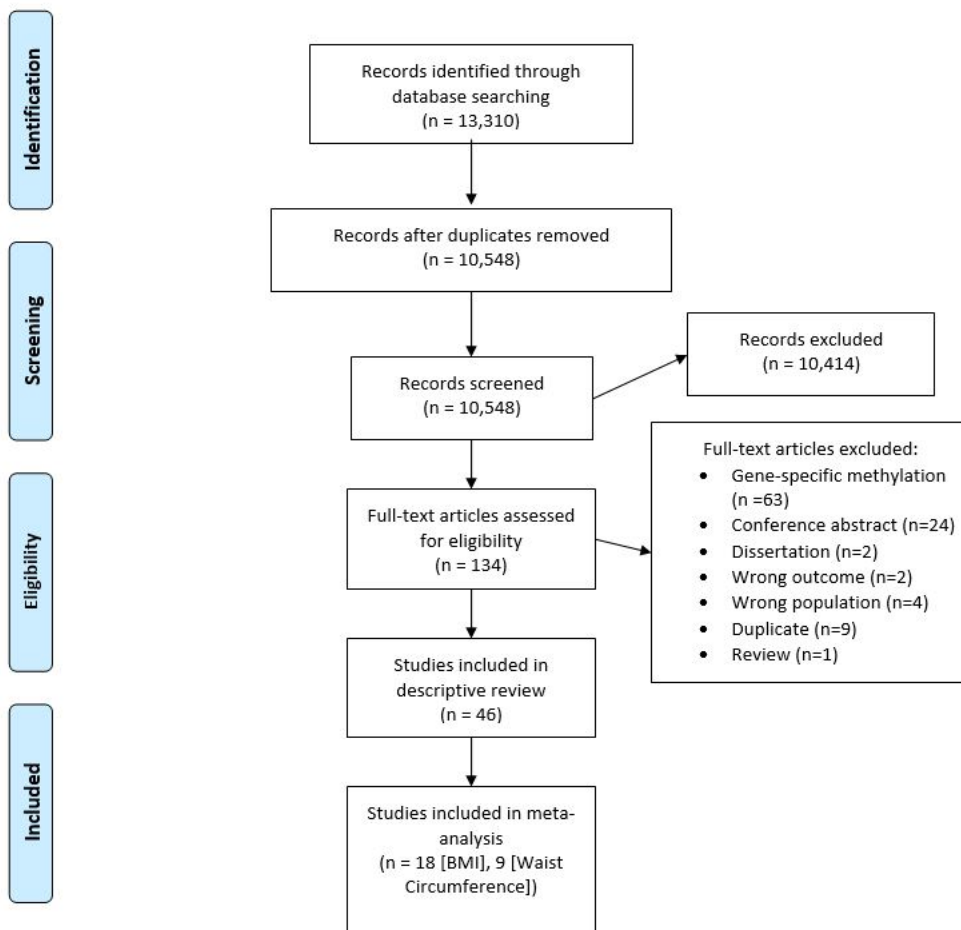 Identification
Records identified through
database searching
(n = 13,310)
Records after duplicates removed
(n = 10,548)
Screening
Records screened
(n = 10,548)
Records excluded
(n = 10,414)
Eligibility
Full-text articles assessed
for eligibility
(n = 134)
Full-text articles excluded:
• Gene-specific methylation
(n =63)
• Conference abstract (n=24)
• Dissertation (n=2)
• Wrong outcome (n=2)
• Wrong population (n=4)
• Duplicate (n=9)
• Review (n=1)
Studies included in
descriptive review
(n = 46)
Included
Studies included in meta-
analysis
(n = 18 [BMI], 9 [Waist
Circumference])